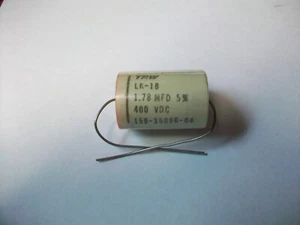 TRW
LK-18
1.78 MFD 5%
400 VDC